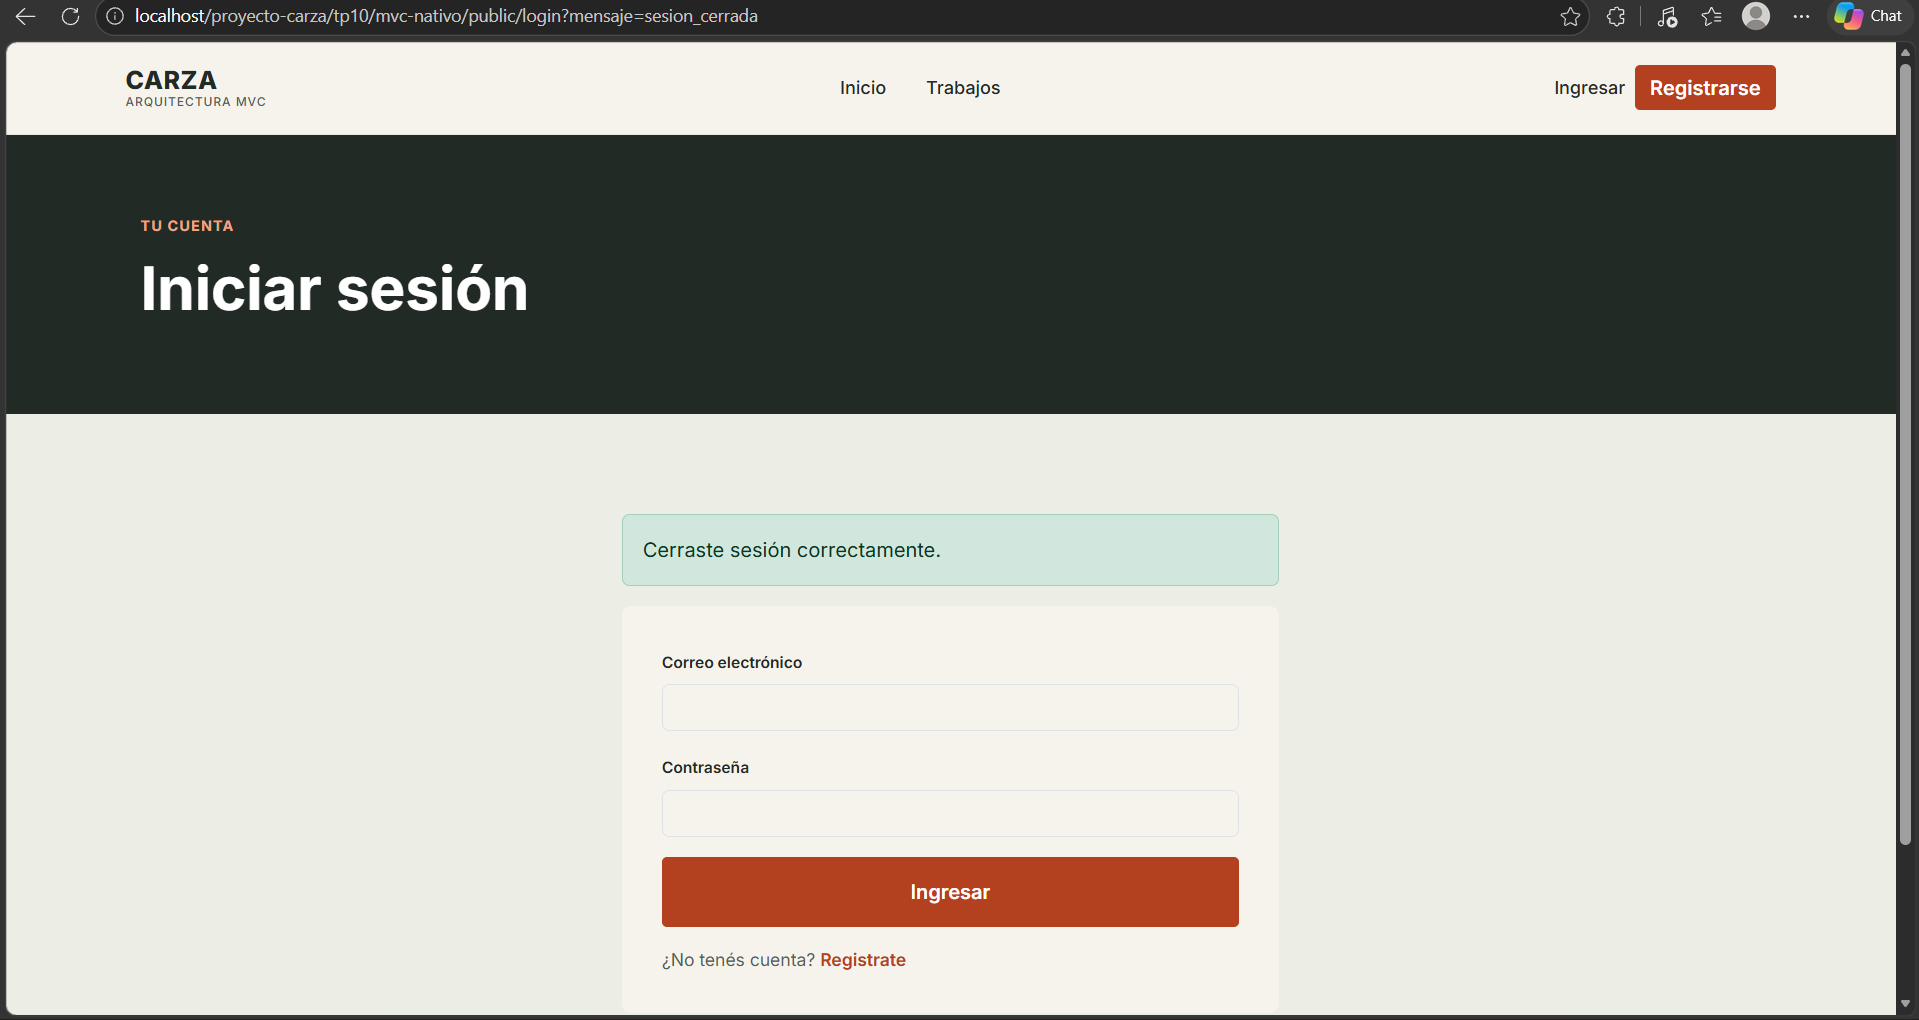 localhost/proyecto-carza/tp10/mvc-nativo/public/login?mensaje=sesion_cerrada
Chat
CARZA
ARQUITECTURA MVC
Inicio
Trabajos
Ingresar
Registrarse
TU CUENTA
Iniciar sesión
Cerraste sesión correctamente.
Correo electrónico
Contraseña
Ingresar
¿No tenés cuenta? Registrate